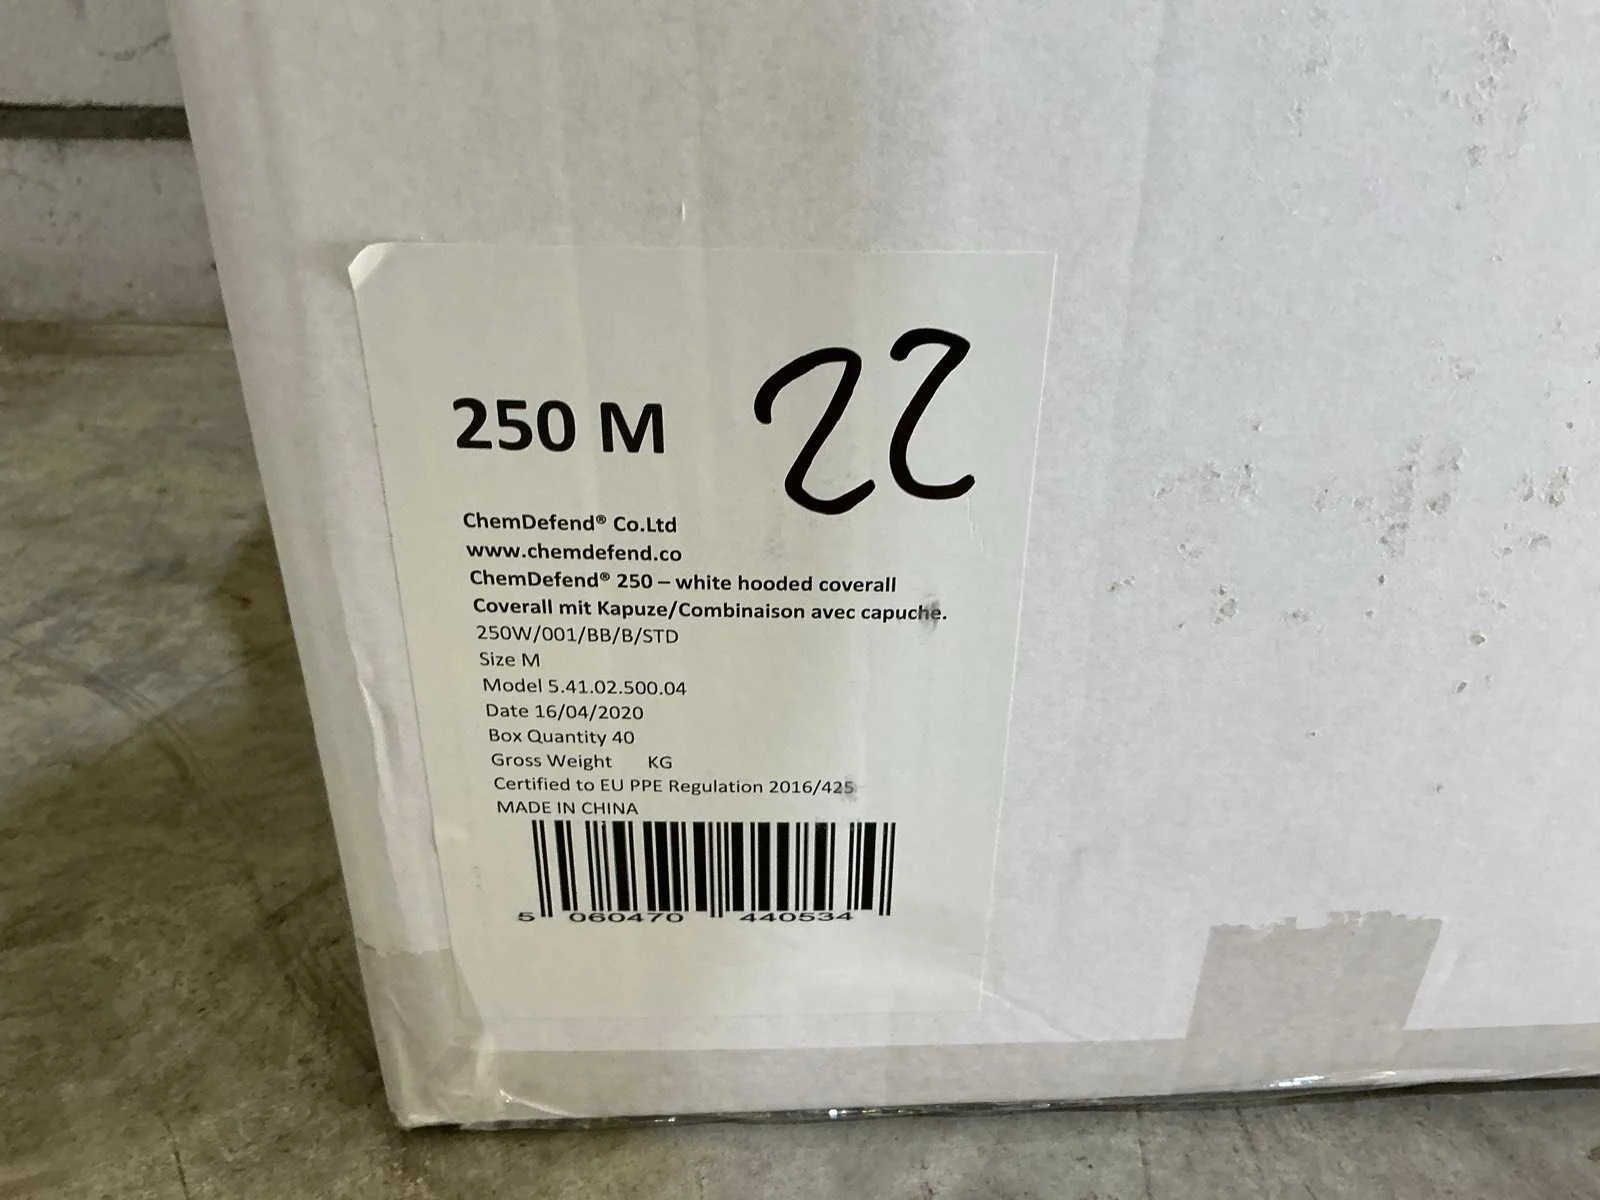 250 M 22
ChemDefend® Co.Ltd
www.chemdefend.co
ChemDefend® 250 – white hooded coverall
Coverall mit Kapuze/Combinaison avec capuche.
250W/001/BB/B/STD
Size M
Model 5.41.02.500.04
Date 16/04/2020
Box Quantity 40
Gross Weight KG
Certified to EU PPE Regulation 2016/425
MADE IN CHINA
5 060470 440534